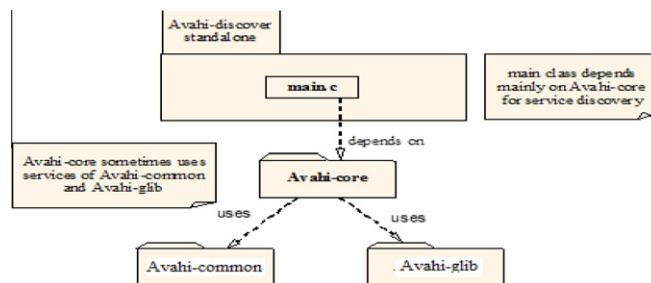 Avahi-discover
standalone
main.c
main class depends
mainly on Avahi-core
for service discovery
depends on
Avahi-core sometimes uses
services of Avahi-common
and Avahi-glib
Avahi-core
uses
uses
Avahi-common
. Avahi-glib